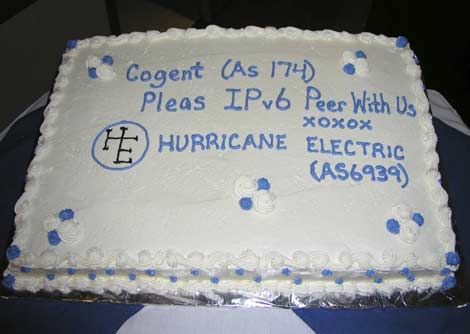 Cogent (As 174)
Pleas IPv6 Peer With Us
xoxox
HE HURRICANE ELECTRIC
(AS6939)